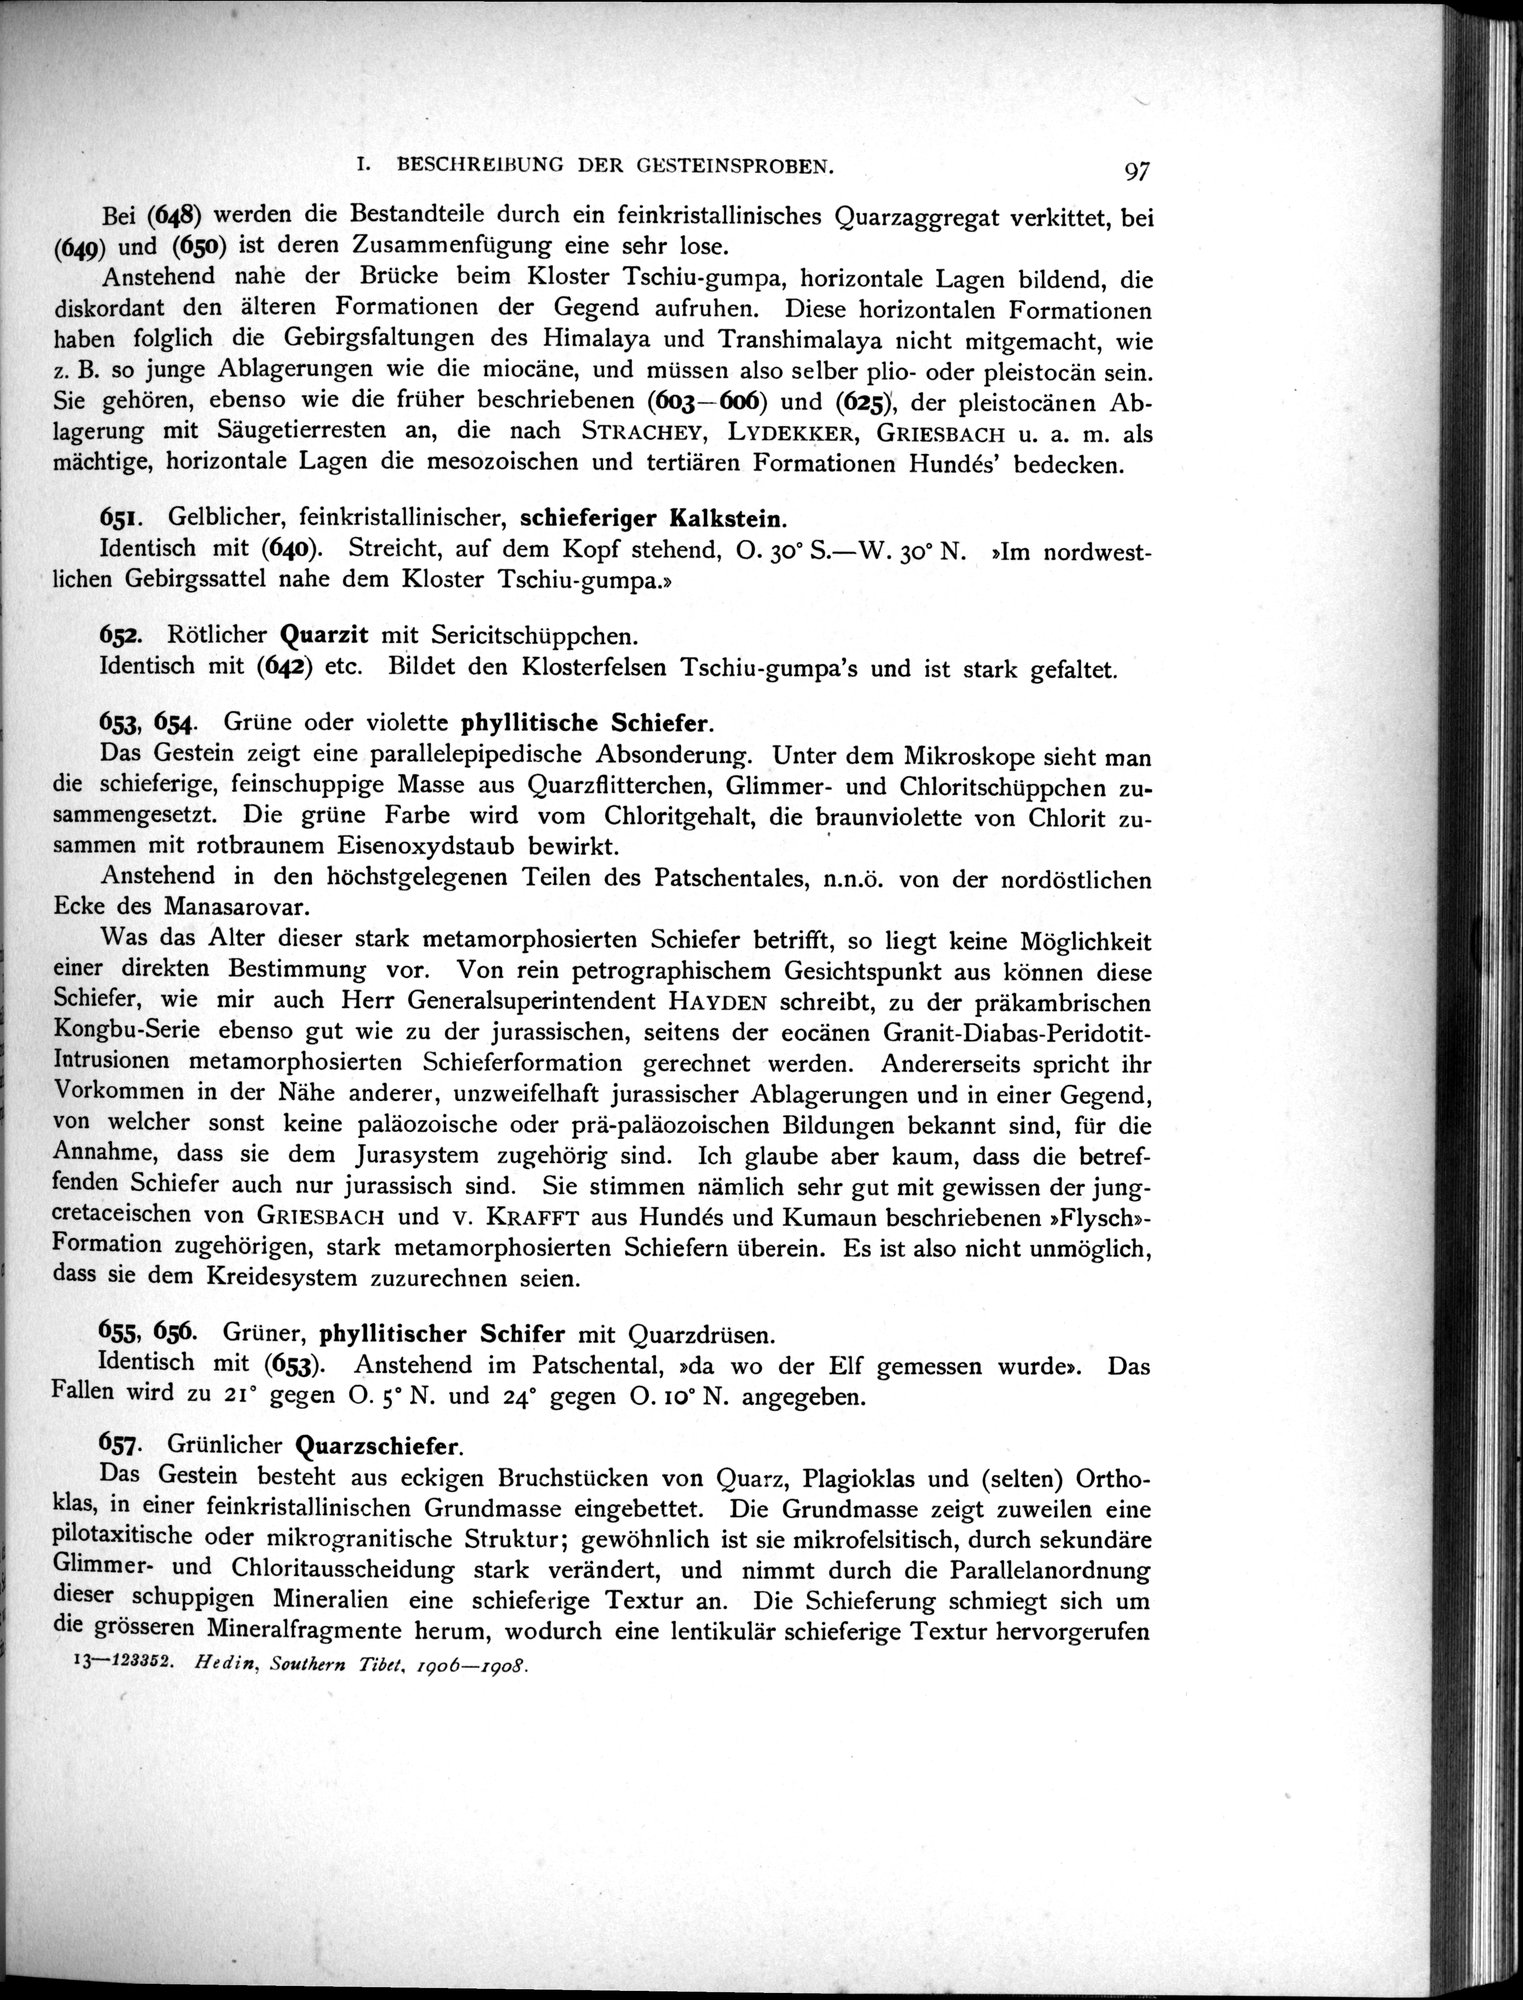 I. BESCHREIBUNG DER GESTEINSPROBEN. 97
Bei (648) werden die Bestandteile durch ein feinkristallinisches Quarzaggregat verkittet, bei
(649) und (650) ist deren Zusammenfügung eine sehr lose.
Anstehend nahe der Brücke beim Kloster Tschiu-gumpa, horizontale Lagen bildend, die
diskordant den älteren Formationen der Gegend aufruhen. Diese horizontalen Formationen
haben folglich die Gebirgsfaltungen des Himalaya und Transhimalaya nicht mitgemacht, wie
z. B. so junge Ablagerungen wie die miocäne, und müssen also selber plio- oder pleistocän sein.
Sie gehören, ebenso wie die früher beschriebenen (603—606) und (625), der pleistocänen Ab-
lagerung mit Säugetierresten an, die nach STRACHEY, LYDEKKER, GRIESBACH u. a. m. als
mächtige, horizontale Lagen die mesozoischen und tertiären Formationen Hundés' bedecken.
651. Gelblicher, feinkristallinischer, schieferiger Kalkstein.
Identisch mit (640). Streicht, auf dem Kopf stehend, O. 30° S.—W. 30° N. »Im nordwest-
lichen Gebirgssattel nahe dem Kloster Tschiu-gumpa.»
652. Rötlicher Quarzit mit Sericitschüppchen.
Identisch mit (642) etc. Bildet den Klosterfelsen Tschiu-gumpa's und ist stark gefaltet.
653, 654. Grüne oder violette phyllitische Schiefer.
Das Gestein zeigt eine parallelepipedische Absonderung. Unter dem Mikroskope sieht man
die schieferige, feinschuppige Masse aus Quarzflitterchen, Glimmer- und Chloritschüppchen zu-
sammengesetzt. Die grüne Farbe wird vom Chloritgehalt, die braunviolette von Chlorit zu-
sammen mit rotbraunem Eisenoxydstaub bewirkt.
Anstehend in den höchstgelegenen Teilen des Patschentales, n.n.ö. von der nordöstlichen
Ecke des Manasarovar.
Was das Alter dieser stark metamorphosierten Schiefer betrifft, so liegt keine Möglichkeit
einer direkten Bestimmung vor. Von rein petrographischem Gesichtspunkt aus können diese
Schiefer, wie mir auch Herr Generalsuperintendent HAYDEN schreibt, zu der präkambrischen
Kongbu-Serie ebenso gut wie zu der jurassischen, seitens der eocänen Granit-Diabas-Peridotit-
Intrusionen metamorphosierten Schieferformation gerechnet werden. Andererseits spricht ihr
Vorkommen in der Nähe anderer, unzweifelhaft jurassischer Ablagerungen und in einer Gegend,
von welcher sonst keine paläozoische oder prä-paläozoischen Bildungen bekannt sind, für die
Annahme, dass sie dem Jurasystem zugehörig sind. Ich glaube aber kaum, dass die betref-
fenden Schiefer auch nur jurassisch sind. Sie stimmen nämlich sehr gut mit gewissen der jung-
cretaceischen von GRIESBACH und V. KRAFFT aus Hundés und Kumaun beschriebenen »Flysch»-
Formation zugehörigen, stark metamorphosierten Schiefern überein. Es ist also nicht unmöglich,
dass sie dem Kreidesystem zuzurechnen seien.
655, 656. Grüner, phyllitischer Schifer mit Quarzdrüsen.
Identisch mit (653). Anstehend im Patschental, »da wo der Elf gemessen wurde». Das
Fallen wird zu 21° gegen O. 5° N. und 24° gegen O. 10° N. angegeben.
657. Grünlicher Quarzschiefer.
Das Gestein besteht aus eckigen Bruchstücken von Quarz, Plagioklas und (selten) Ortho-
klas, in einer feinkristallinischen Grundmasse eingebettet. Die Grundmasse zeigt zuweilen eine
pilotaxitische oder mikrogranitische Struktur; gewöhnlich ist sie mikrofelsitisch, durch sekundäre
Glimmer- und Chloritausscheidung stark verändert, und nimmt durch die Parallelanordnung
dieser schuppigen Mineralien eine schieferige Textur an. Die Schieferung schmiegt sich um
die grösseren Mineralfragmente herum, wodurch eine lentikulär schieferige Textur hervorgerufen
13—123352. Hedin, Southern Tibet, 1906—1908.